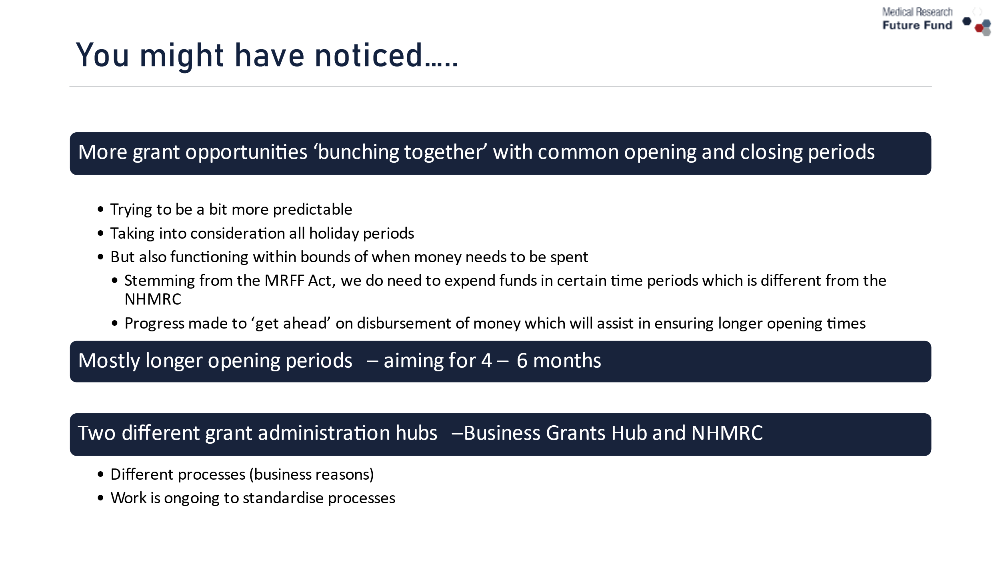 Medical Research
Future Fund
You might have noticed…..
More grant opportunities ‘bunching together’ with common opening and closing periods
• Trying to be a bit more predictable
• Taking into consideration all holiday periods
• But also functioning within bounds of when money needs to be spent
• Stemming from the MRFF Act, we do need to expend funds in certain time periods which is different from the
NHMRC
• Progress made to ‘get ahead’ on disbursement of money which will assist in ensuring longer opening times
Mostly longer opening periods – aiming for 4 – 6 months
Two different grant administration hubs –Business Grants Hub and NHMRC
• Different processes (business reasons)
• Work is ongoing to standardise processes